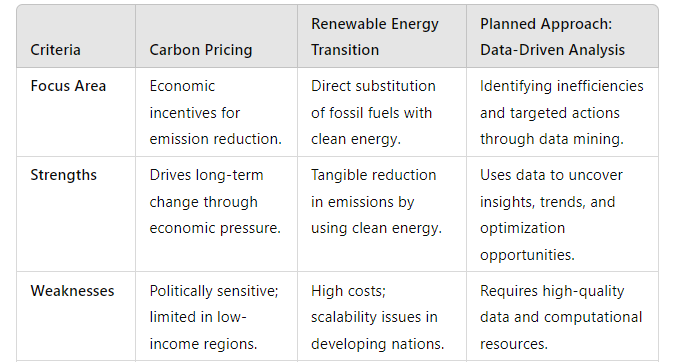 Criteria
Carbon Pricing
Renewable Energy
Transition
Planned Approach:
Data-Driven Analysis
Focus Area
Economic
incentives for
emission reduction.
Direct substitution
of fossil fuels with
clean energy.
Identifying inefficiencies
and targeted actions
through data mining.
Strengths
Drives long-term
change through
economic pressure.
Tangible reduction
in emissions by
using clean energy.
Uses data to uncover
insights, trends, and
optimization
opportunities.
Weaknesses
Politically sensitive;
limited in low-
income regions.
High costs;
scalability issues in
developing nations.
Requires high-quality
data and computational
resources.